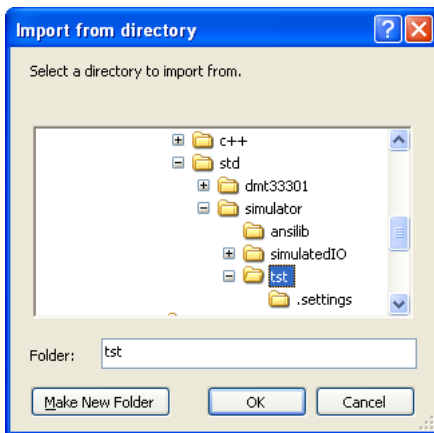 Import from directory
Select a directory to import from.
c++
std
dmt33301
simulator
ansilib
simulatedIO
tst
.settings
Folder: tst
Make New Folder OK Cancel